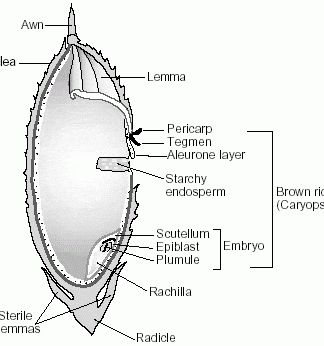 Awn
lea
Lemma
Pericarp
Tegmen
Aleurone layer
Starchy
endosperm
Brown ric
(Caryops
Scutellum
Epiblast
Plumule
Embryo
Rachilla
Sterile
emmas
Radicle